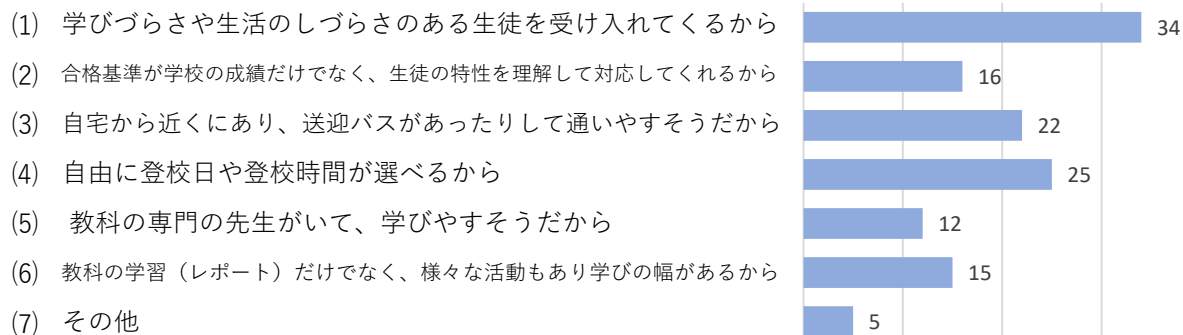 (1) 学びづらさや生活のしづらさのある生徒を受け入れてくるから 34
(2) 合格基準が学校の成績だけでなく、生徒の特性を理解して対応してくれるから 16
(3) 自宅から近くにあり、送迎バスがあったりして通いやすそうだから 22
(4) 自由に登校日や登校時間が選べるから 25
(5) 教科の専門の先生がいて、学びやすそうだから 12
(6) 教科の学習（レポート）だけでなく、様々な活動もあり学びの幅があるから 15
(7) その他 5